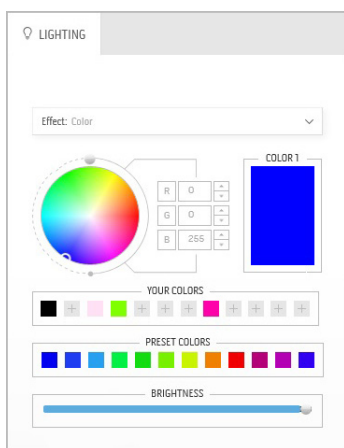 LIGHTING
Effect: Color
COLOR 1
R 0
G 0
B 255
YOUR COLORS
PRESET COLORS
BRIGHTNESS